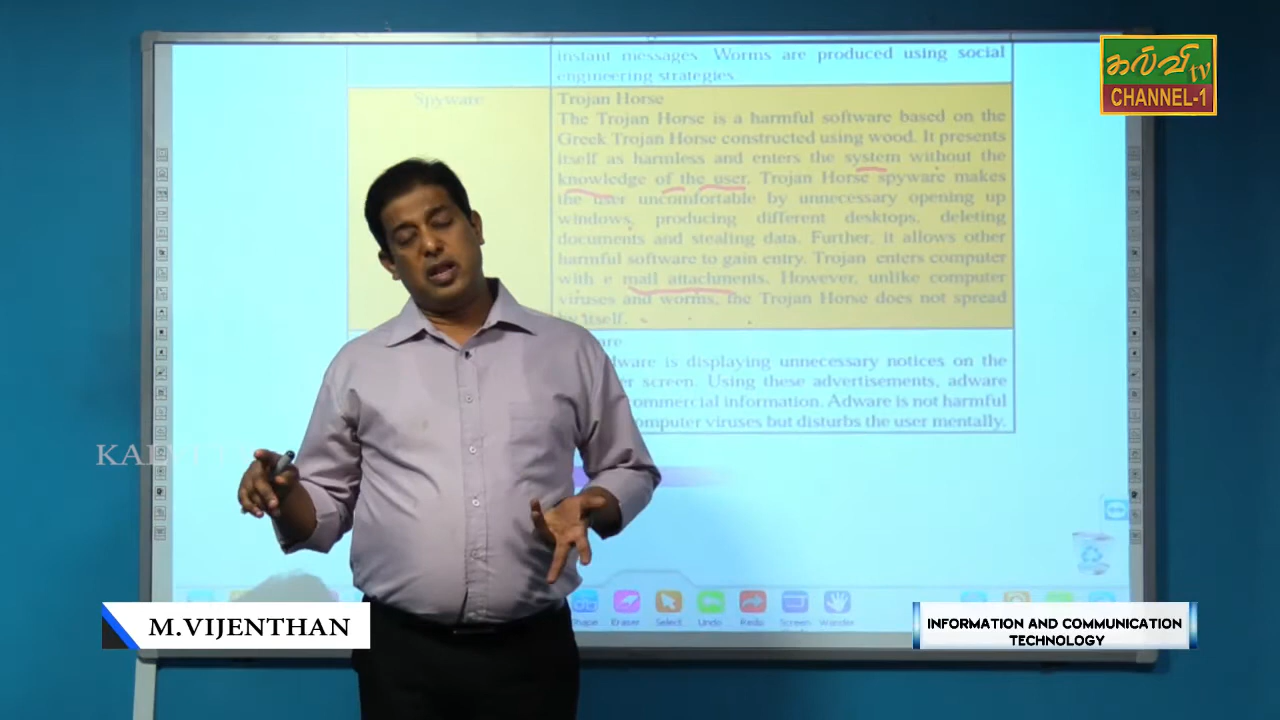 instant messages. Worms are produced using social
engineering strategies.
Spyware
Trojan Horse
The Trojan Horse is a harmful software based on the
Greek Trojan Horse constructed using wood. It presents
itself as harmless and enters the system without the
knowledge of the user. Trojan Horse spyware makes
the user uncomfortable by unnecessary opening up
windows, producing different desktops, deleting
documents and stealing data. Further, it allows other
harmful software to gain entry. Trojan enters computer
with e mail attachments. However, unlike computer
viruses and worms, the Trojan Horse does not spread
by itself.
is displaying unnecessary notices on the
screen. Using these advertisements, adware
commercial information. Adware is not harmful
computer viruses but disturbs the user mentally.
கல்வி tv
CHANNEL-1
Shape Eraser Select Undo Redo Screen Wander
M.VIJENTHAN
INFORMATION AND COMMUNICATION
TECHNOLOGY